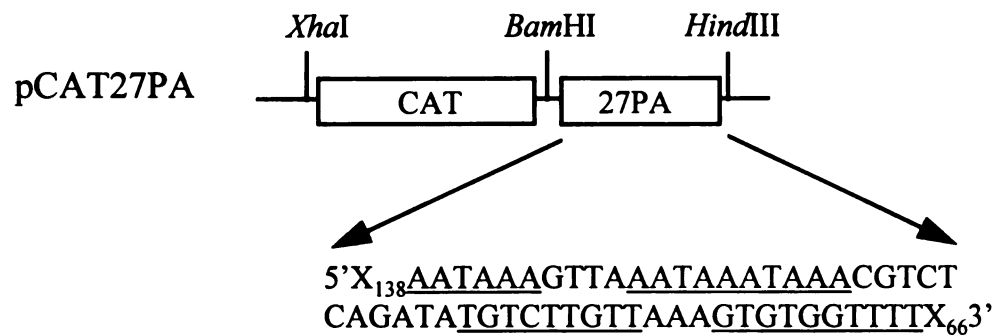 XhaI BamHI HindIII
pCAT27PA
CAT 27PA
5'X138AATAAAGTTAAATAAATAAACGTCT
CAGATATGTCTTGTTAAAGTGTGGTTTTX663'